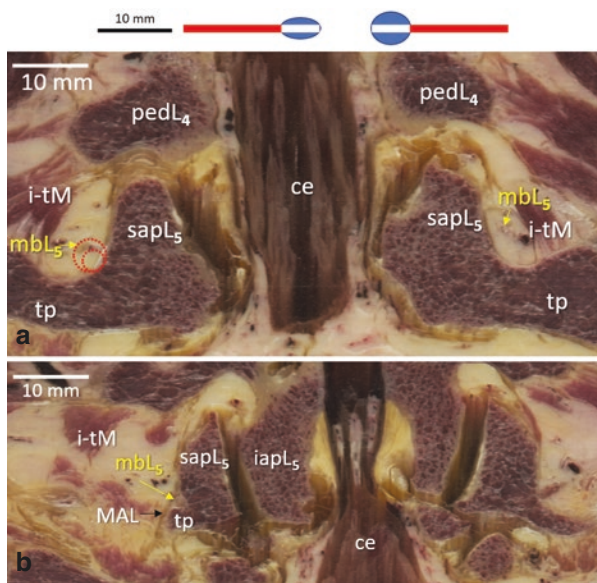 10 mm
10 mm
pedL₄
pedL₄
i-tM
ce
mbL₅
sapL₅
sapL₅
i-tM
mbL₅
tp
tp
a
10 mm
i-tM
sapL₅
iapL₅
mbL₅
MAL
tp
ce
b